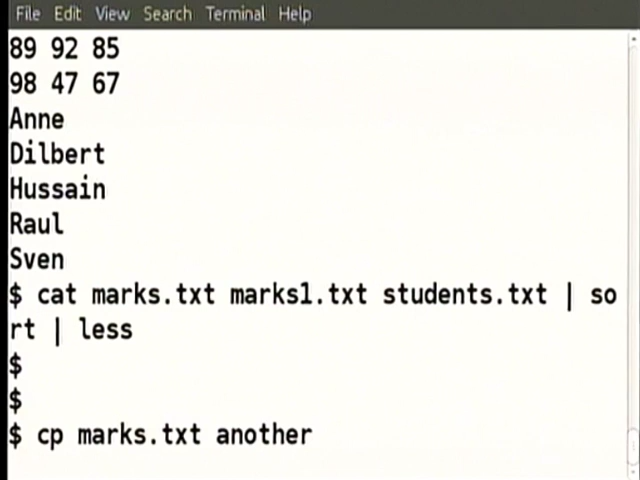 File Edit View Search Terminal Help
89 92 85
98 47 67
Anne
Dilbert
Hussain
Raul
Sven
$ cat marks.txt marks1.txt students.txt | so
rt | less
$
$
$ cp marks.txt another